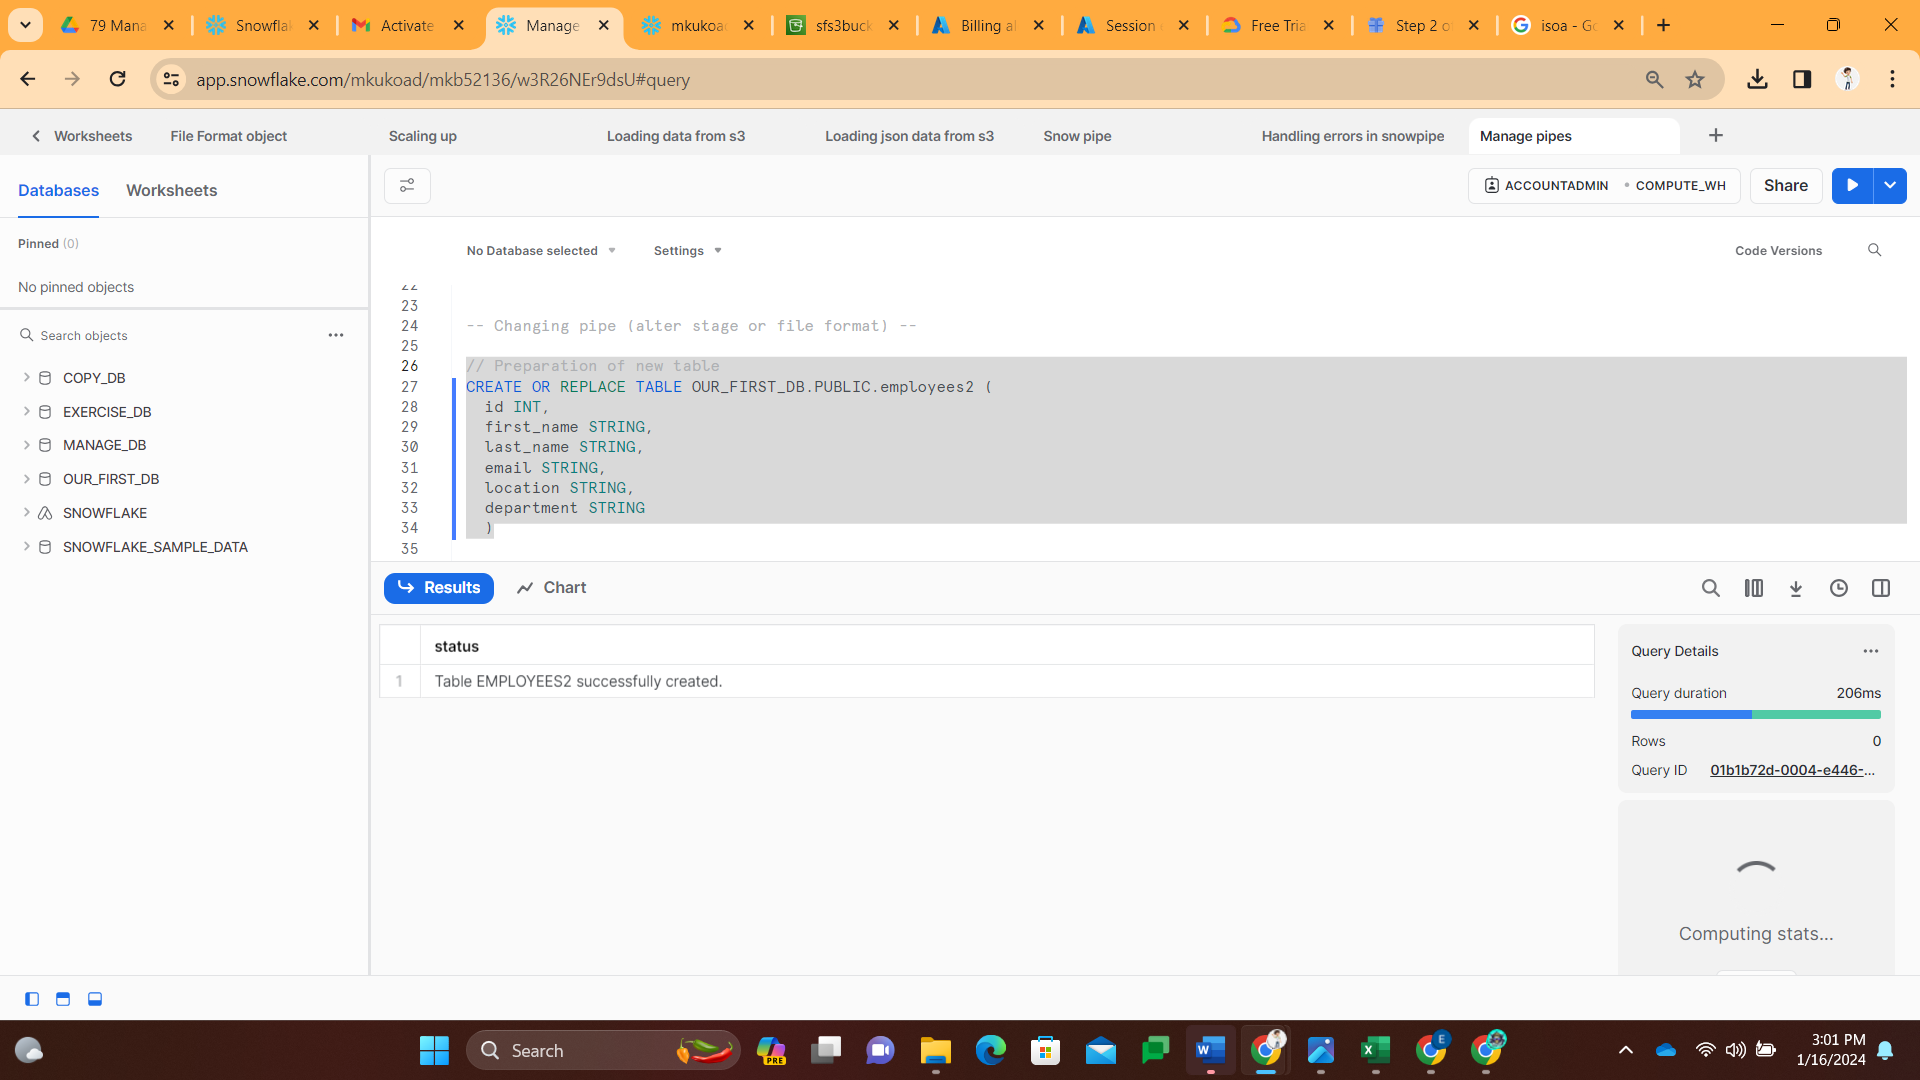 79 Mana
Snowfla
Activate
Manage
mkukoa
sfs3buck
Billing al
Session
Free Tria
Step 2 o
isoa - Go
app.snowflake.com/mkukoad/mkb52136/w3R26NEr9dsU#query
Worksheets
File Format object
Scaling up
Loading data from s3
Loading json data from s3
Snow pipe
Handling errors in snowpipe
Manage pipes
Databases
Worksheets
ACCOUNTADMIN
COMPUTE_WH
Share
Pinned (0)
No pinned objects
No Database selected
Settings
Code Versions
Search objects
COPY_DB
EXERCISE_DB
MANAGE_DB
OUR_FIRST_DB
SNOWFLAKE
SNOWFLAKE_SAMPLE_DATA
22
23
24 -- Changing pipe (alter stage or file format) --
25
26 // Preparation of new table
27 CREATE OR REPLACE TABLE OUR_FIRST_DB.PUBLIC.employees2 (
28 id INT,
29 first_name STRING,
30 last_name STRING,
31 email STRING,
32 location STRING,
33 department STRING
34 )
35
Results
Chart
status
1 Table EMPLOYEES2 successfully created.
Query Details
Query duration 206ms
Rows 0
Query ID 01b1b72d-0004-e446-...
Computing stats...
Search
PRE
E
3:01 PM
1/16/2024